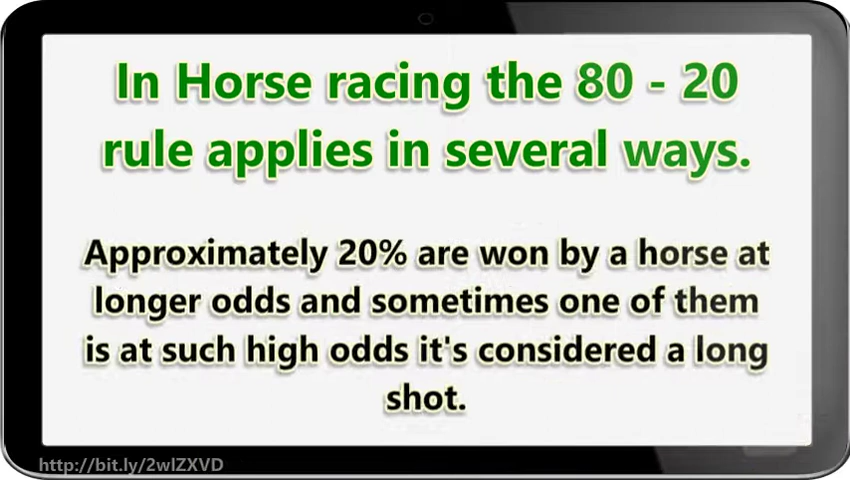 In Horse racing the 80 - 20
rule applies in several ways.
Approximately 20% are won by a horse at
longer odds and sometimes one of them
is at such high odds it's considered a long
shot.
http://bit.ly/2wlZXVD